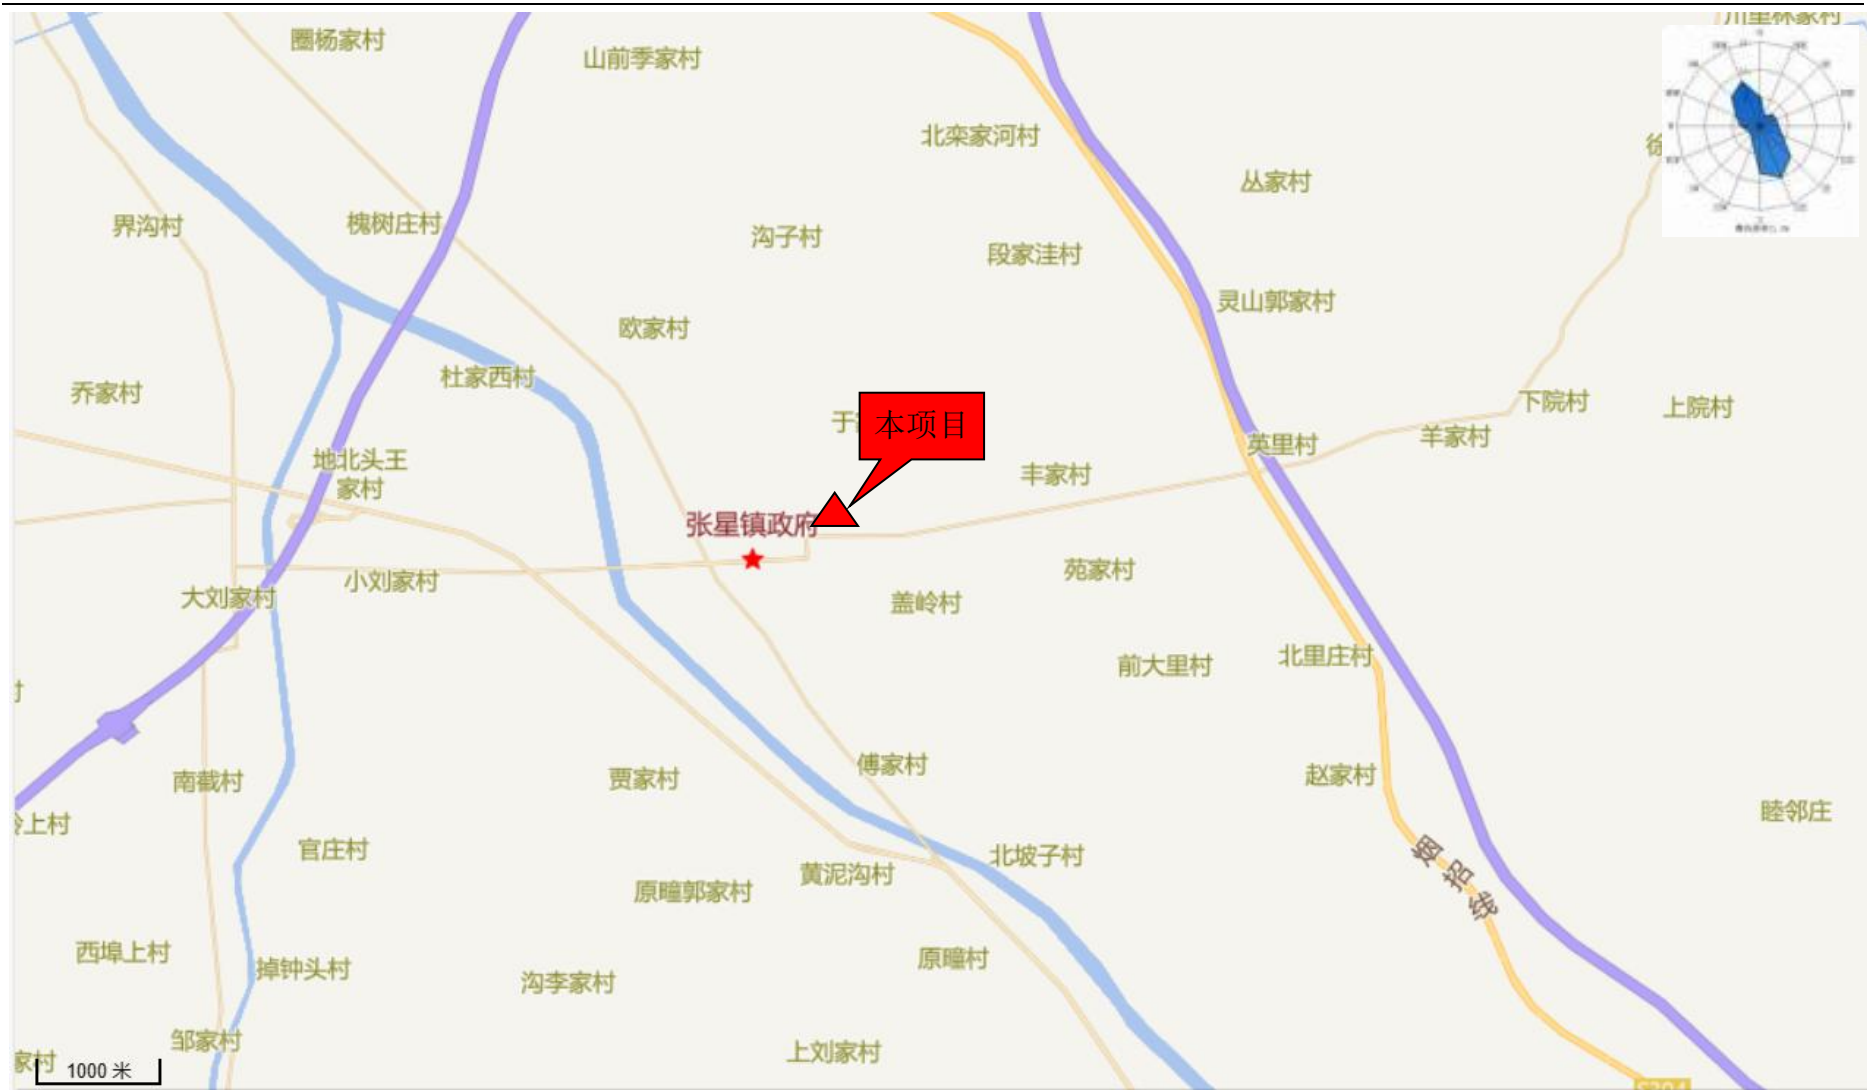 圈杨家村
山前季家村
北栾家河村
丛家村
界沟村
槐树庄村
沟子村
段家洼村
灵山郭家村
欧家村
杜家西村
乔家村
下院村
上院村
于
本项目
羊家村
英里村
地北头王
家村
丰家村
张星镇政府
苑家村
小刘家村
大刘家村
盖岭村
前大里村
北里庄村
傅家村
赵家村
贾家村
南截村
睦邻庄
上村
官庄村
北坡子村
烟招线
黄泥沟村
原疃郭家村
西埠上村
原疃村
掉钟头村
沟李家村
邹家村
上刘家村
家村
1000 米